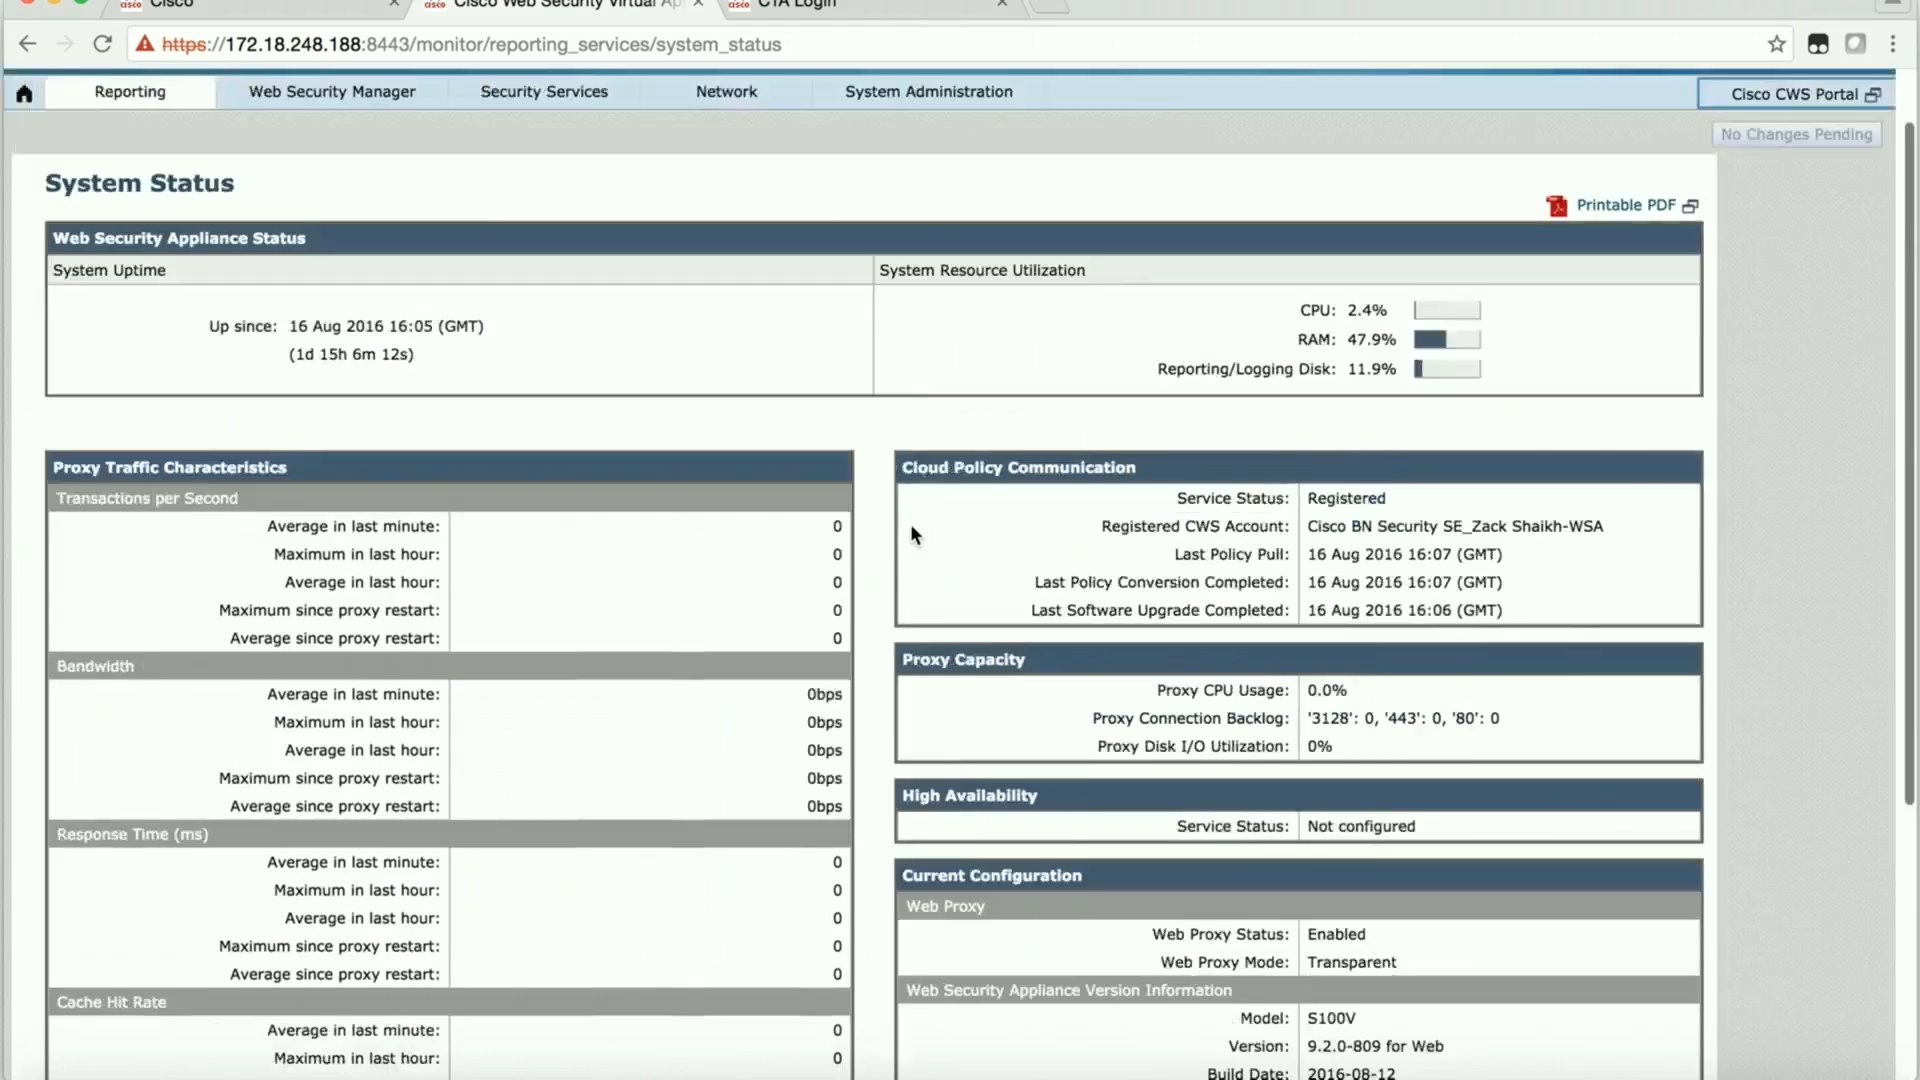 cisco Cisco
cisco Cisco Web Security Virtual Ap
cisco CTA Login
https://172.18.248.188:8443/monitor/reporting_services/system_status
Reporting
Web Security Manager
Security Services
Network
System Administration
Cisco CWS Portal
No Changes Pending
System Status
Printable PDF
Web Security Appliance Status
System Uptime
System Resource Utilization
Up since: 16 Aug 2016 16:05 (GMT)
(1d 15h 6m 12s)
CPU: 2.4%
RAM: 47.9%
Reporting/Logging Disk: 11.9%
Proxy Traffic Characteristics
Transactions per Second
Average in last minute: 0
Maximum in last hour: 0
Average in last hour: 0
Maximum since proxy restart: 0
Average since proxy restart: 0
Bandwidth
Average in last minute: 0bps
Maximum in last hour: 0bps
Average in last hour: 0bps
Maximum since proxy restart: 0bps
Average since proxy restart: 0bps
Response Time (ms)
Average in last minute: 0
Maximum in last hour: 0
Average in last hour: 0
Maximum since proxy restart: 0
Average since proxy restart: 0
Cache Hit Rate
Average in last minute: 0
Maximum in last hour: 0
Cloud Policy Communication
Service Status: Registered
Registered CWS Account: Cisco BN Security SE_Zack Shaikh-WSA
Last Policy Pull: 16 Aug 2016 16:07 (GMT)
Last Policy Conversion Completed: 16 Aug 2016 16:07 (GMT)
Last Software Upgrade Completed: 16 Aug 2016 16:06 (GMT)
Proxy Capacity
Proxy CPU Usage: 0.0%
Proxy Connection Backlog: '3128': 0, '443': 0, '80': 0
Proxy Disk I/O Utilization: 0%
High Availability
Service Status: Not configured
Current Configuration
Web Proxy
Web Proxy Status: Enabled
Web Proxy Mode: Transparent
Web Security Appliance Version Information
Model: S100V
Version: 9.2.0-809 for Web
Build Date: 2016-08-12